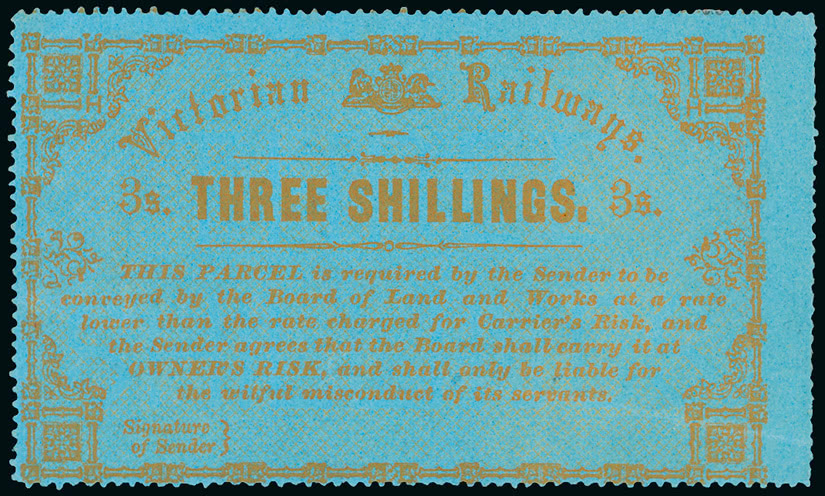 Victorian Railways.
3s. THREE SHILLINGS. 3s.
THIS PARCEL is required by the Sender to be
conveyed by the Board of Land and Works at a rate
lower than the rate charged for Carrier's Risk, and
the Sender agrees that the Board shall carry it at
OWNER'S RISK, and shall only be liable for
the wilful misconduct of its servants.
Signature
of Sender }